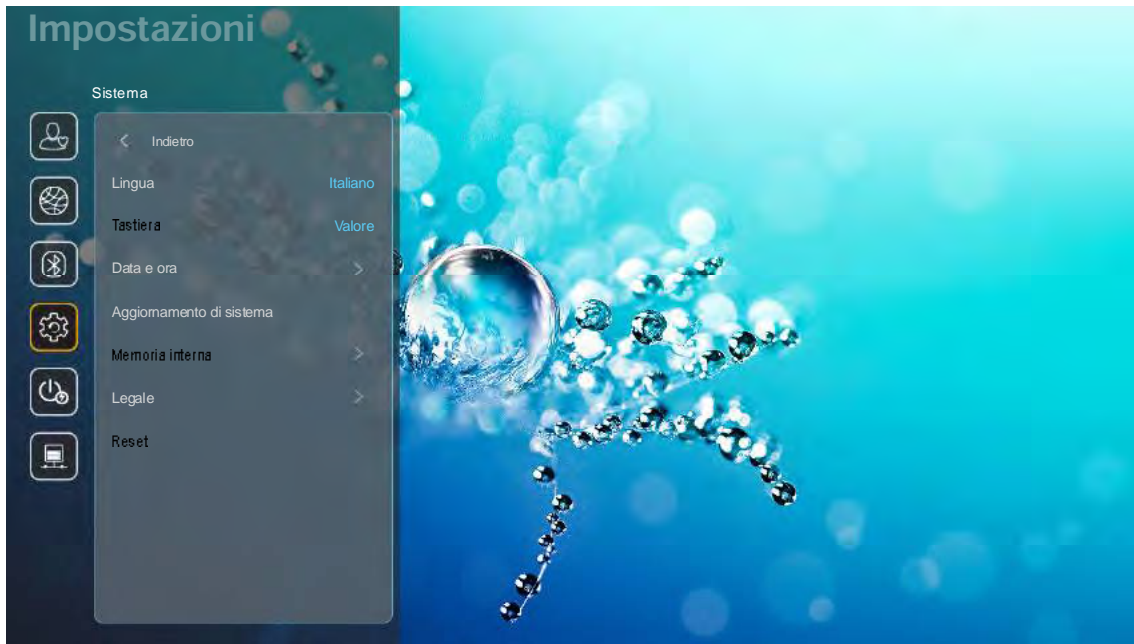 Impostazioni
Sistema
Indietro
Lingua Italiano
Tastiera Valore
Data e ora
Aggiornamento di sistema
Memoria interna
Legale
Reset